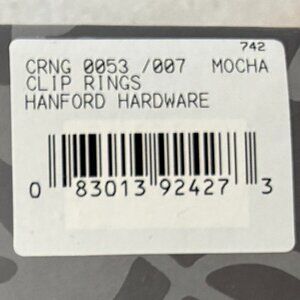 742
CRNG 0053 /007 MOCHA
CLIP RINGS
HANFORD HARDWARE
0 83013 92427 3